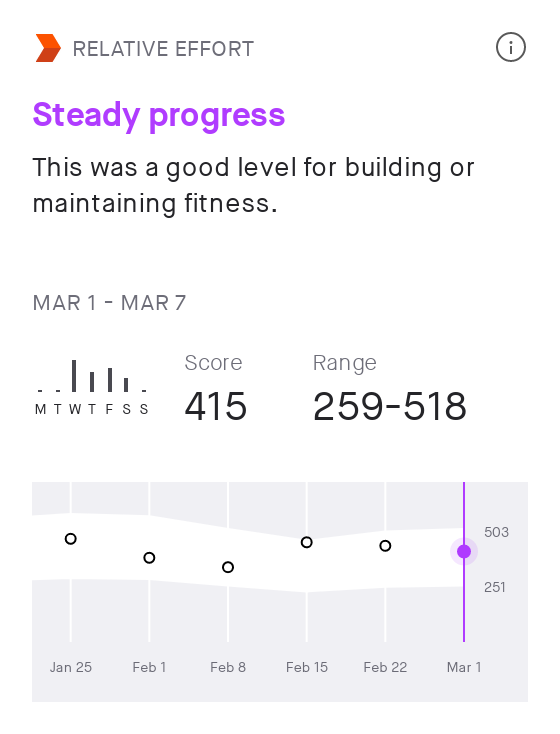 RELATIVE EFFORT
Steady progress
This was a good level for building or
maintaining fitness.
MAR 1 - MAR 7
Score Range
415 259-518
M T W T F S S
503
251
Jan 25 Feb 1 Feb 8 Feb 15 Feb 22 Mar 1